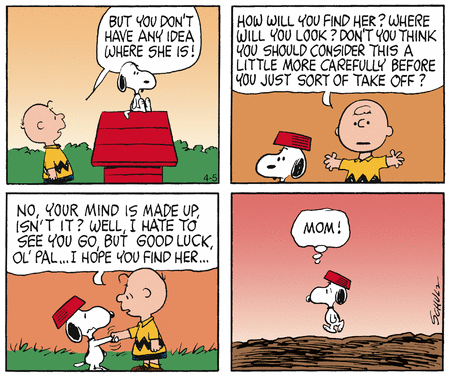 BUT YOU DON'T
HAVE ANY IDEA
WHERE SHE IS!
4-5
HOW WILL YOU FIND HER? WHERE
WILL YOU LOOK? DON'T YOU THINK
YOU SHOULD CONSIDER THIS A
LITTLE MORE CAREFULLY BEFORE
YOU JUST SORT OF TAKE OFF?
NO, YOUR MIND IS MADE UP,
ISN'T IT? WELL, I HATE TO
SEE YOU GO, BUT GOOD LUCK,
OL' PAL... I HOPE YOU FIND HER...
MOM!
SCHULZ